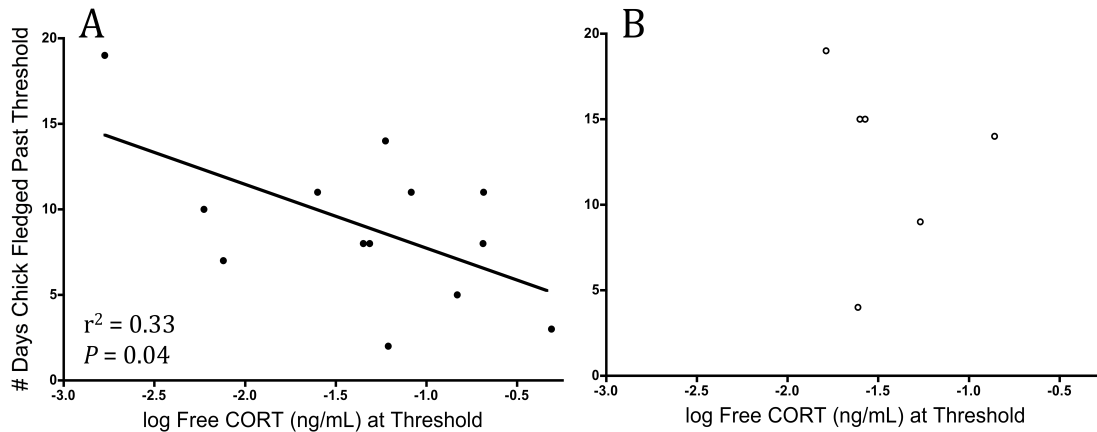 A
# Days Chick Fledged Past Threshold
20
15
10
5
0
r² = 0.33
P = 0.04
-3.0 -2.5 -2.0 -1.5 -1.0 -0.5
log Free CORT (ng/mL) at Threshold
B
20
15
10
5
0
-3.0 -2.5 -2.0 -1.5 -1.0 -0.5
log Free CORT (ng/mL) at Threshold